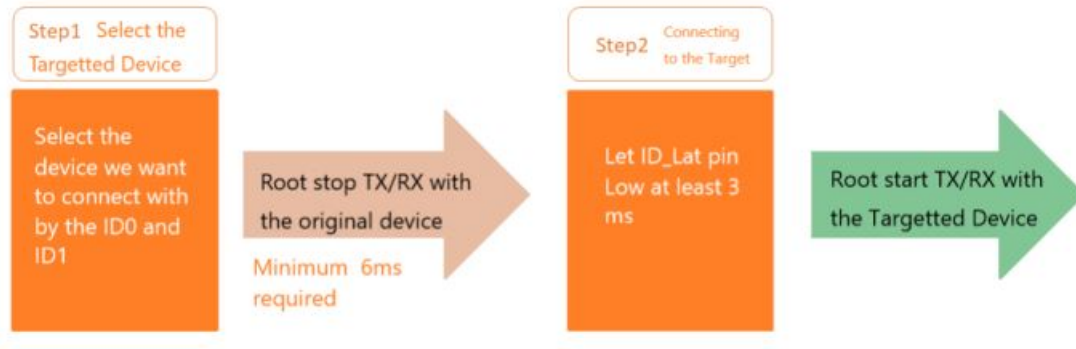 Step1 Select the
Targetted Device
Select the
device we want
to connect with
by the ID0 and
ID1
Root stop TX/RX with
the original device
Minimum 6ms
required
Step2 Connecting
to the Target
Let ID_Lat pin
Low at least 3
ms
Root start TX/RX with
the Targetted Device